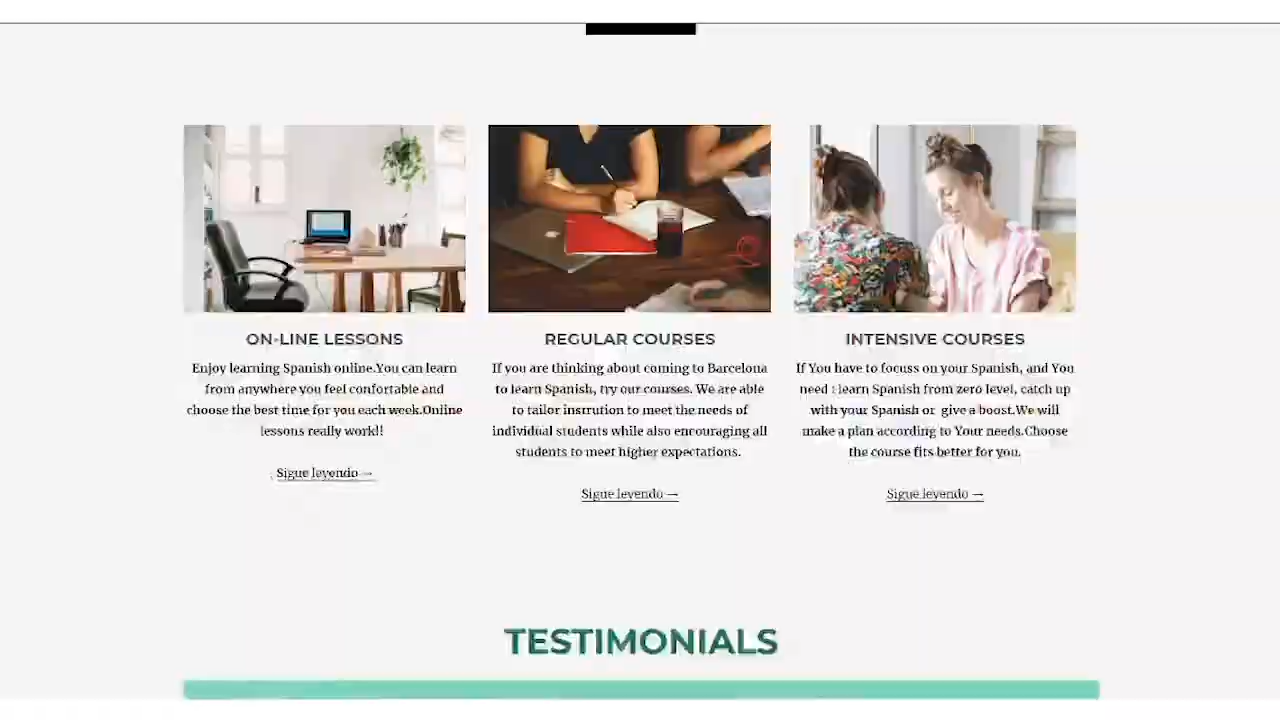 ON-LINE LESSONS
Enjoy learning Spanish online.You can learn
from anywhere you feel confortable and
choose the best time for you each week.Online
lessons really work!!
Sigue leyendo →
REGULAR COURSES
If you are thinking about coming to Barcelona
to learn Spanish, try our courses. We are able
to tailor instrution to meet the needs of
individual students while also encouraging all
students to meet higher expectations.
Sigue leyendo →
INTENSIVE COURSES
If You have to focuss on your Spanish, and You
need : learn Spanish from zero level, catch up
with your Spanish or give a boost.We will
make a plan according to Your needs.Choose
the course fits better for you.
Sigue leyendo →
TESTIMONIALS